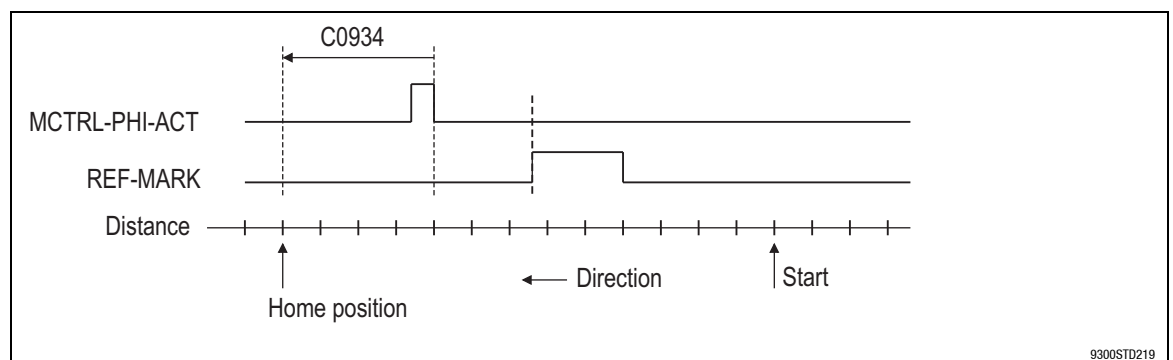 C0934
MCTRL-PHI-ACT
REF-MARK
Distance
Direction
Start
Home position
9300STD219